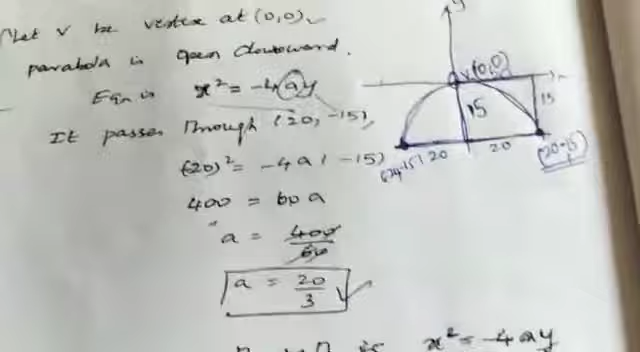 let V be vertex at (0,0).
parabola is open downward.
Eqn is x² = -4ay
It passes through (20, -15)
(20)² = -4a(-15)
400 = 60a
a = 400/60
a = 20/3
is x² = -4ay
y
V(0,0)
15
15
20
20
(20-15)